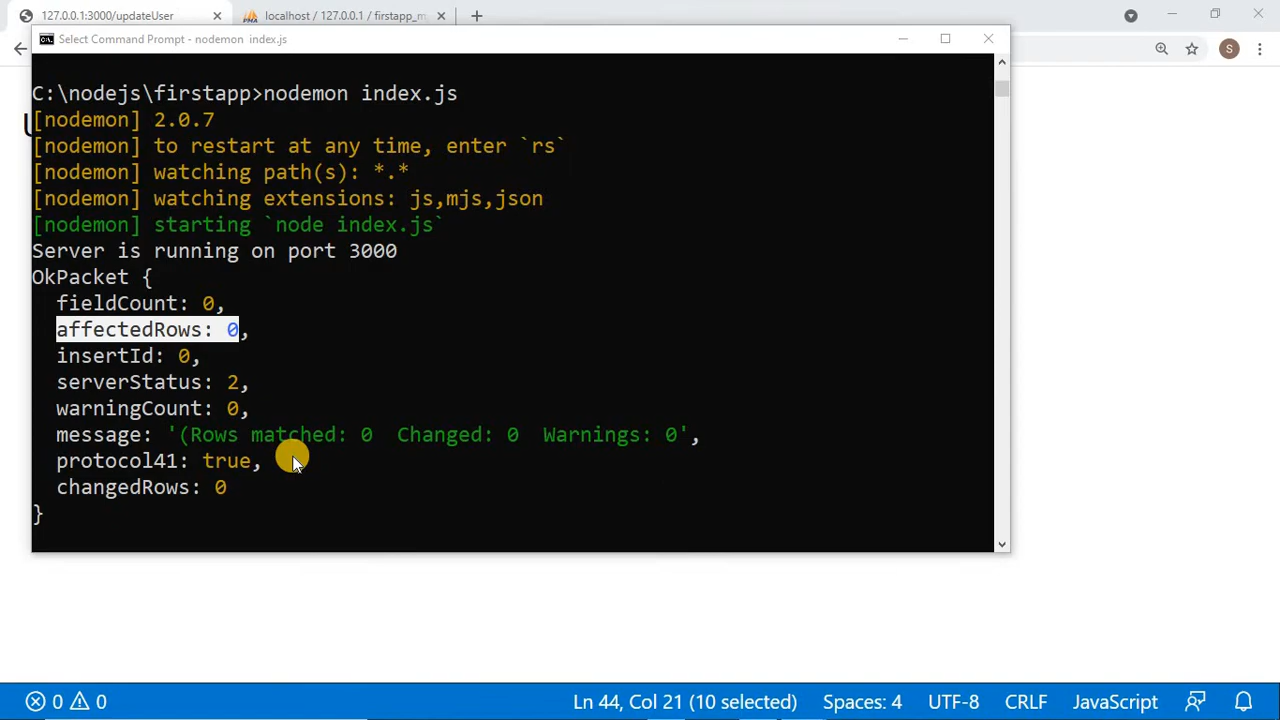 127.0.0.1:3000/updateUser
localhost / 127.0.0.1 / firstapp_m
Select Command Prompt - nodemon index.js
S
C:\nodejs\firstapp>nodemon index.js
[nodemon] 2.0.7
[nodemon] to restart at any time, enter `rs`
[nodemon] watching path(s): *.*
[nodemon] watching extensions: js,mjs,json
[nodemon] starting `node index.js`
Server is running on port 3000
OkPacket {
fieldCount: 0,
affectedRows: 0,
insertId: 0,
serverStatus: 2,
warningCount: 0,
message: '(Rows matched: 0  Changed: 0  Warnings: 0',
protocol41: true,
changedRows: 0
}
0 0 Ln 44, Col 21 (10 selected) Spaces: 4 UTF-8 CRLF JavaScript